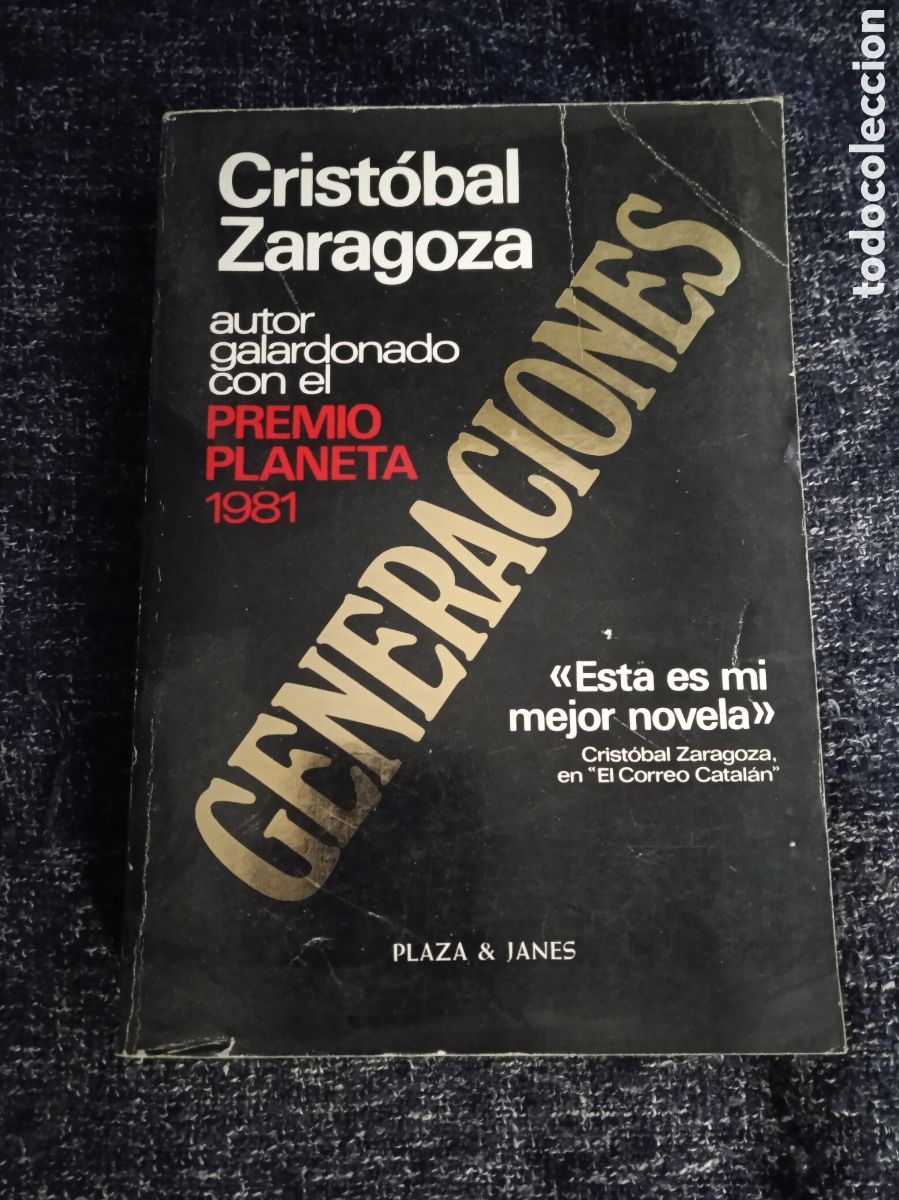 Cristóbal
Zaragoza
autor
galardonado
con el
PREMIO
PLANETA
1981
GENERACIONES
«Esta es mi
mejor novela»
Cristóbal Zaragoza,
en "El Correo Catalán"
PLAZA & JANES
todocoleccion